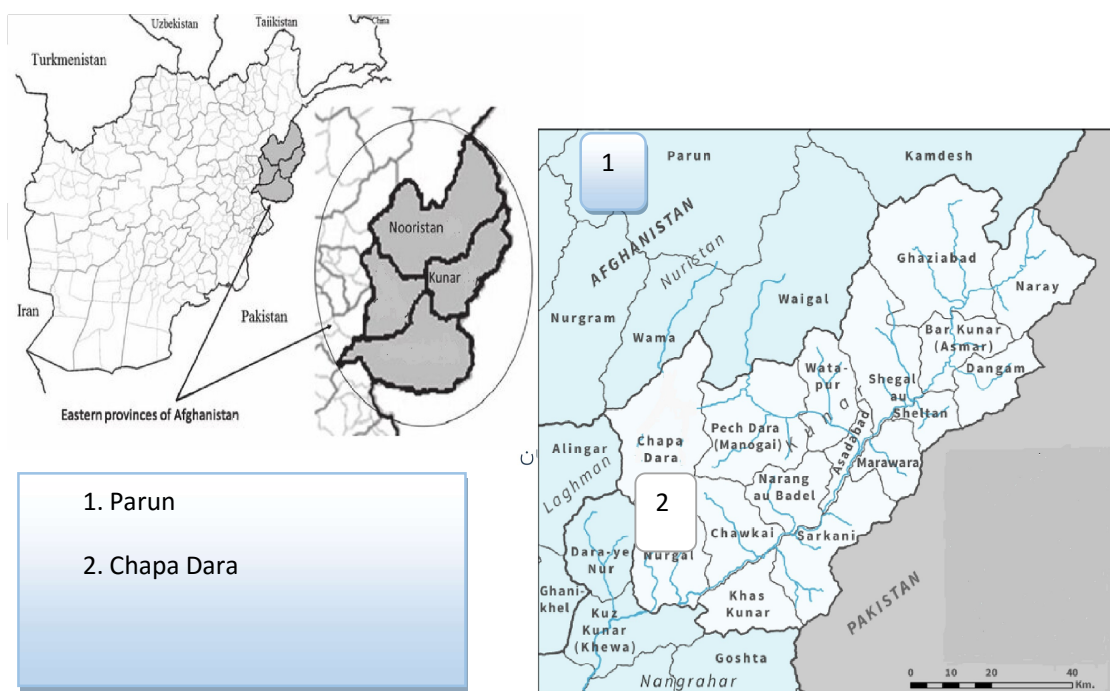 Uzbekistan
Tajikistan
China
Turkmenistan
Iran
Pakistan
Nooristan
Kunar
Eastern provinces of Afghanistan
1. Parun
2. Chapa Dara
1
Parun
Kamdesh
AFGHANISTAN
Nuristan
Ghaziabad
Naray
Nurgram
Waigal
Wama
Bar Kunar
(Asmar)
Dangam
Wata-
pur
Shegal
au
Sheltan
Kuna
Alingar
Chapa
Dara
Pech Dara
(Manogai)
Asadabad
Marawara
ن
Laghman
Narang
au Badel
2
Chawkai
Sarkani
Dara-ye
Nur
Nurgal
Ghani-
khel
Khas
Kunar
Kuz
Kunar
(Khewa)
PAKISTAN
Goshta
Nangrahar
0 10 20 40
Km.